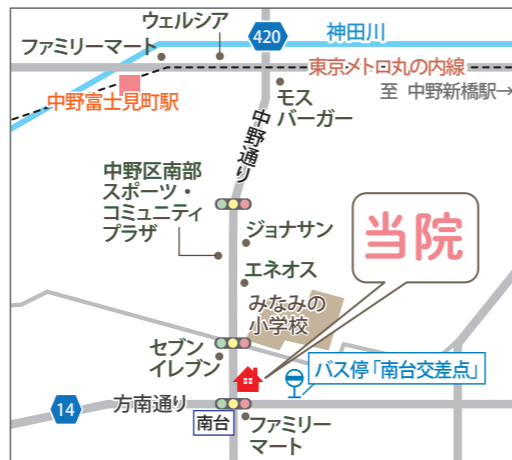 ウェルシア
420
神田川
ファミリーマート
東京メトロ丸の内線
中野富士見町駅
至 中野新橋駅→
モス
バーガー
中野通り
中野区南部
スポーツ・
コミュニティ
プラザ
ジョナサン
当院
エネオス
みなみの
小学校
セブン
イレブン
バス停「南台交差点」
14
方南通り
南台
ファミリー
マート